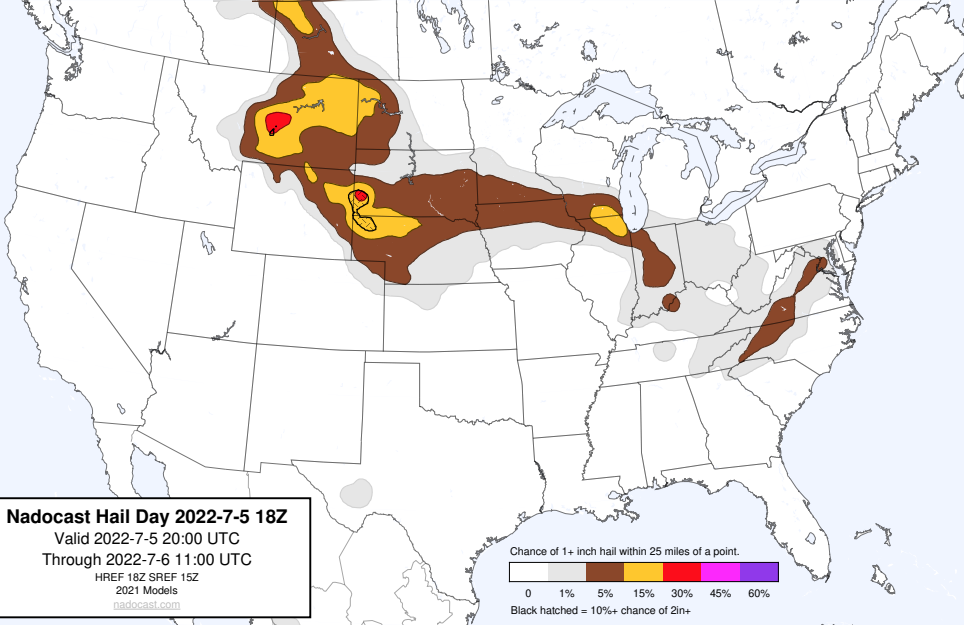 Nadocast Hail Day 2022-7-5 18Z
Valid 2022-7-5 20:00 UTC
Through 2022-7-6 11:00 UTC
HREF 18Z SREF 15Z
2021 Models
nadocast.com
Chance of 1+ inch hail within 25 miles of a point.
0 1% 5% 15% 30% 45% 60%
Black hatched = 10%+ chance of 2in+